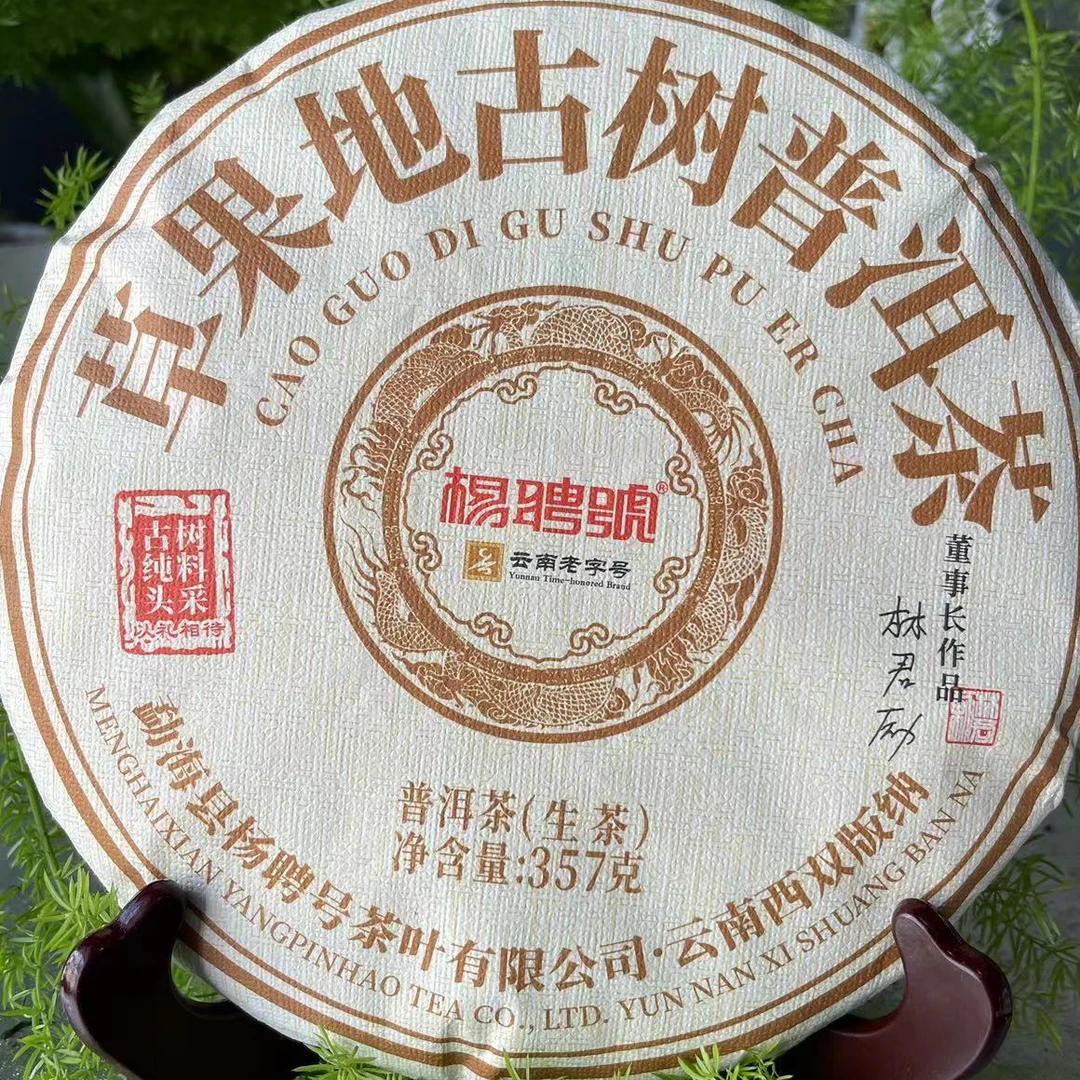 草果地古树普洱茶
CAO GUO DI GU SHU PU ER CHA
杨聘號®
云南老字号
Yunnan Time-honored Brand
古树
纯料
头采
以礼相待
董事长作品
林君励
普洱茶(生茶)
净含量:357克
勐海县杨聘号茶叶有限公司·云南西双版纳
MENGHAIXIAN YANGPINHAO TEA CO., LTD. YUN NAN XI SHUANG BAN NA